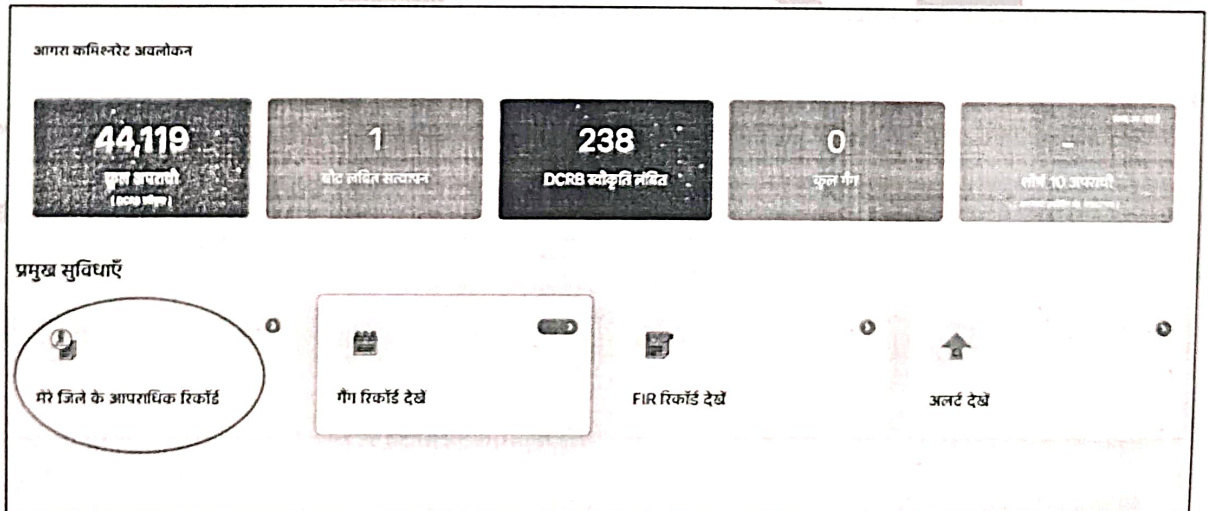 आगरा कमिश्नरेट अवलोकन
44,119
कुल अपराधी
1
बीट लंबित सत्यापन
238
DCRB स्वीकृति लंबित
0
कुल गैंग
-
शीर्ष 10 अपराधी
प्रमुख सुविधाएँ
मेरे जिले के आपराधिक रिकॉर्ड
गैंग रिकॉर्ड देखें
FIR रिकॉर्ड देखें
अलर्ट देखें